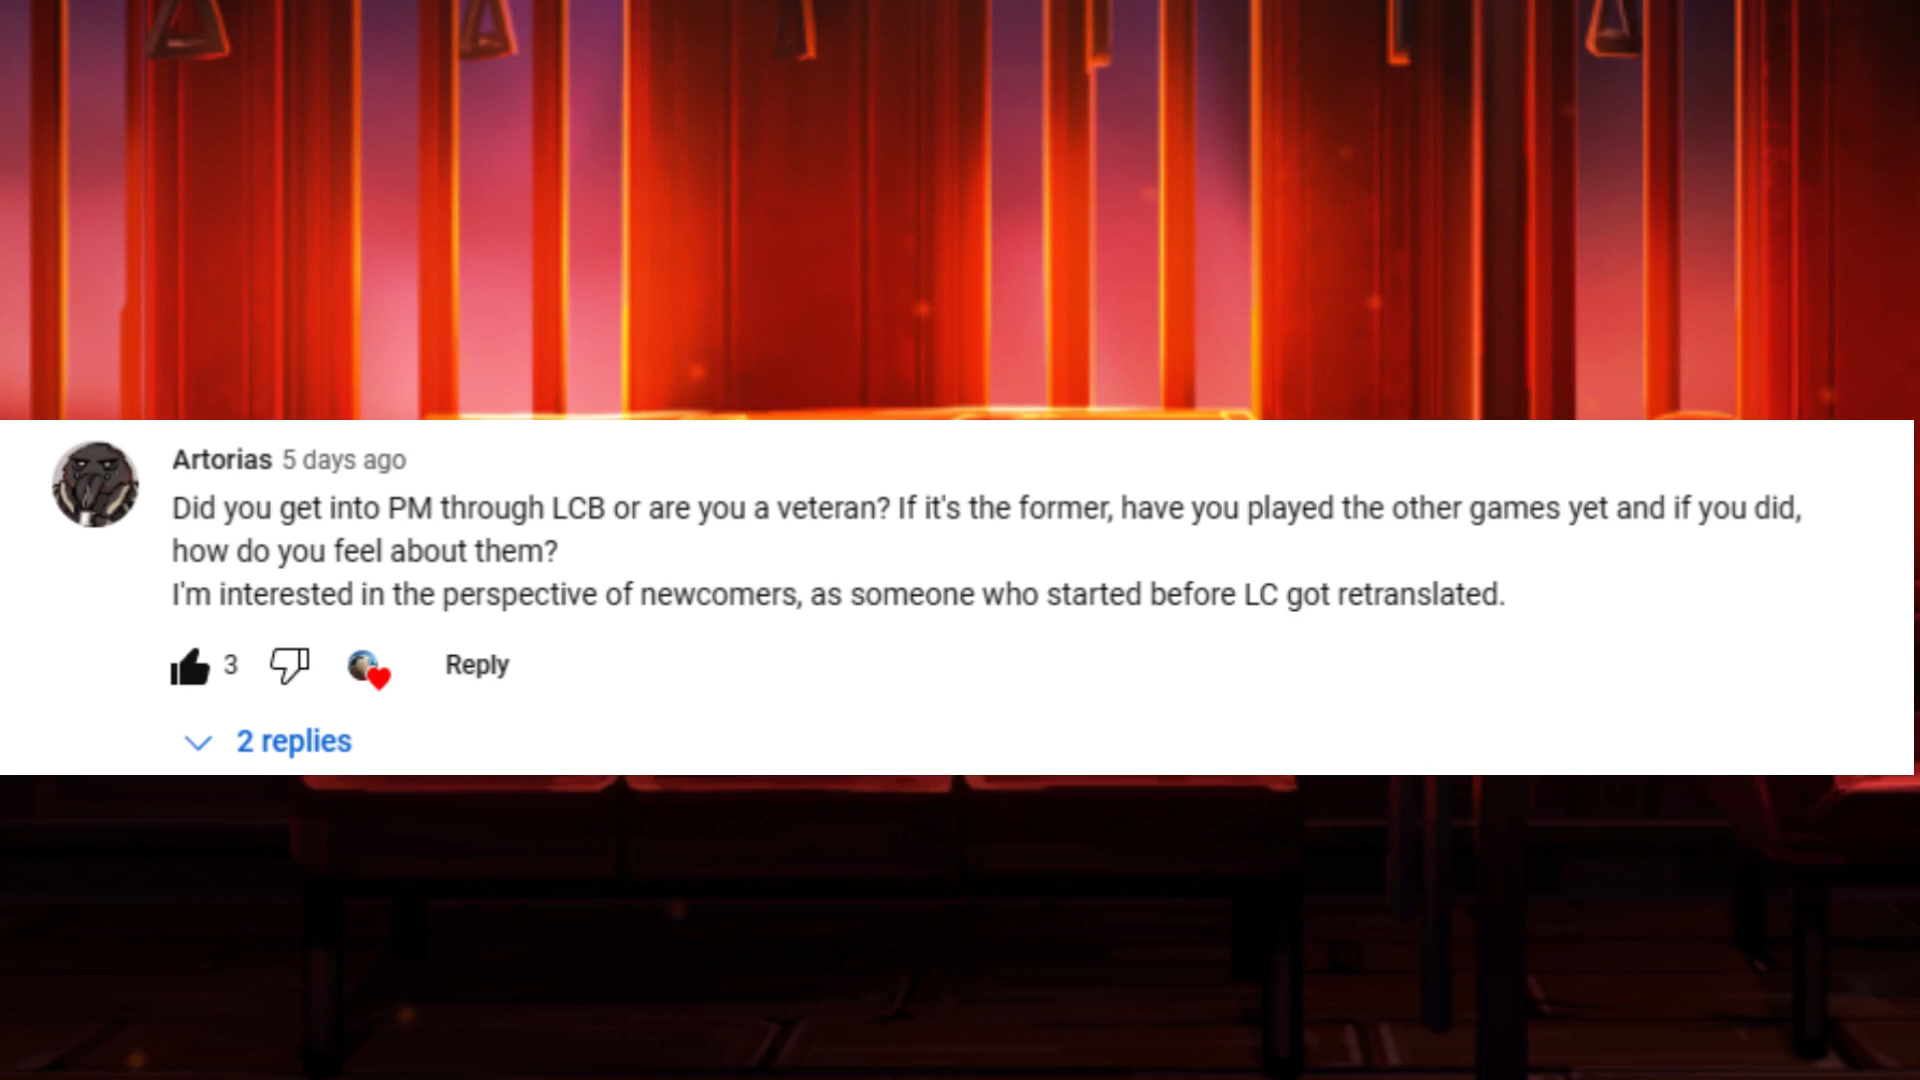 Artorias 5 days ago
Did you get into PM through LCB or are you a veteran? If it's the former, have you played the other games yet and if you did,
how do you feel about them?
I'm interested in the perspective of newcomers, as someone who started before LC got retranslated.
3 Reply
2 replies